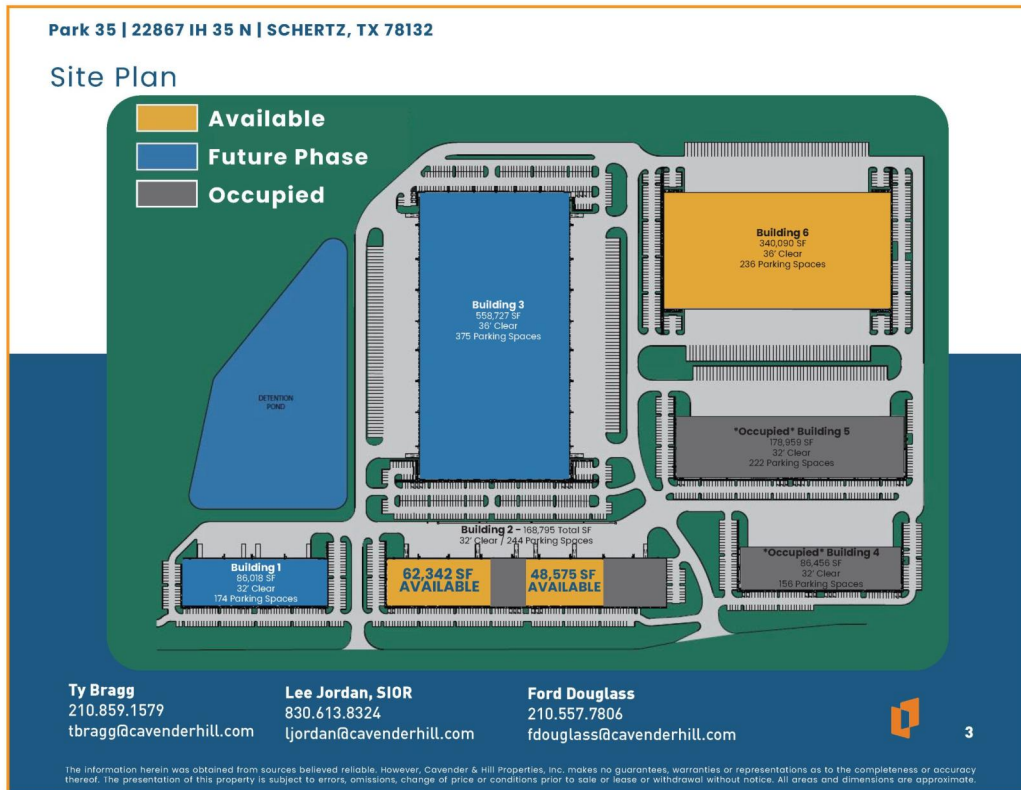 Park 35 | 22867 IH 35 N | SCHERTZ, TX 78132
Site Plan
Available
Future Phase
Occupied
Building 6
340,090 SF
36' Clear
236 Parking Spaces
Building 3
558,727 SF
36' Clear
375 Parking Spaces
DETENTION
POND
*Occupied* Building 5
178,959 SF
32' Clear
222 Parking Spaces
Building 2 - 168,795 Total SF
32' Clear / 244 Parking Spaces
*Occupied* Building 4
86,456 SF
32' Clear
156 Parking Spaces
Building 1
86,018 SF
32' Clear
174 Parking Spaces
62,342 SF
AVAILABLE
48,575 SF
AVAILABLE
Ty Bragg
210.859.1579
tbragg@cavenderhill.com
Lee Jordan, SIOR
830.613.8324
ljordan@cavenderhill.com
Ford Douglass
210.557.7806
fdouglass@cavenderhill.com
3
The information herein was obtained from sources believed reliable. However, Cavender & Hill Properties, Inc. makes no guarantees, warranties or representations as to the completeness or accuracy
thereof. The presentation of this property is subject to errors, omissions, change of price or conditions prior to sale or lease or withdrawal without notice. All areas and dimensions are approximate.